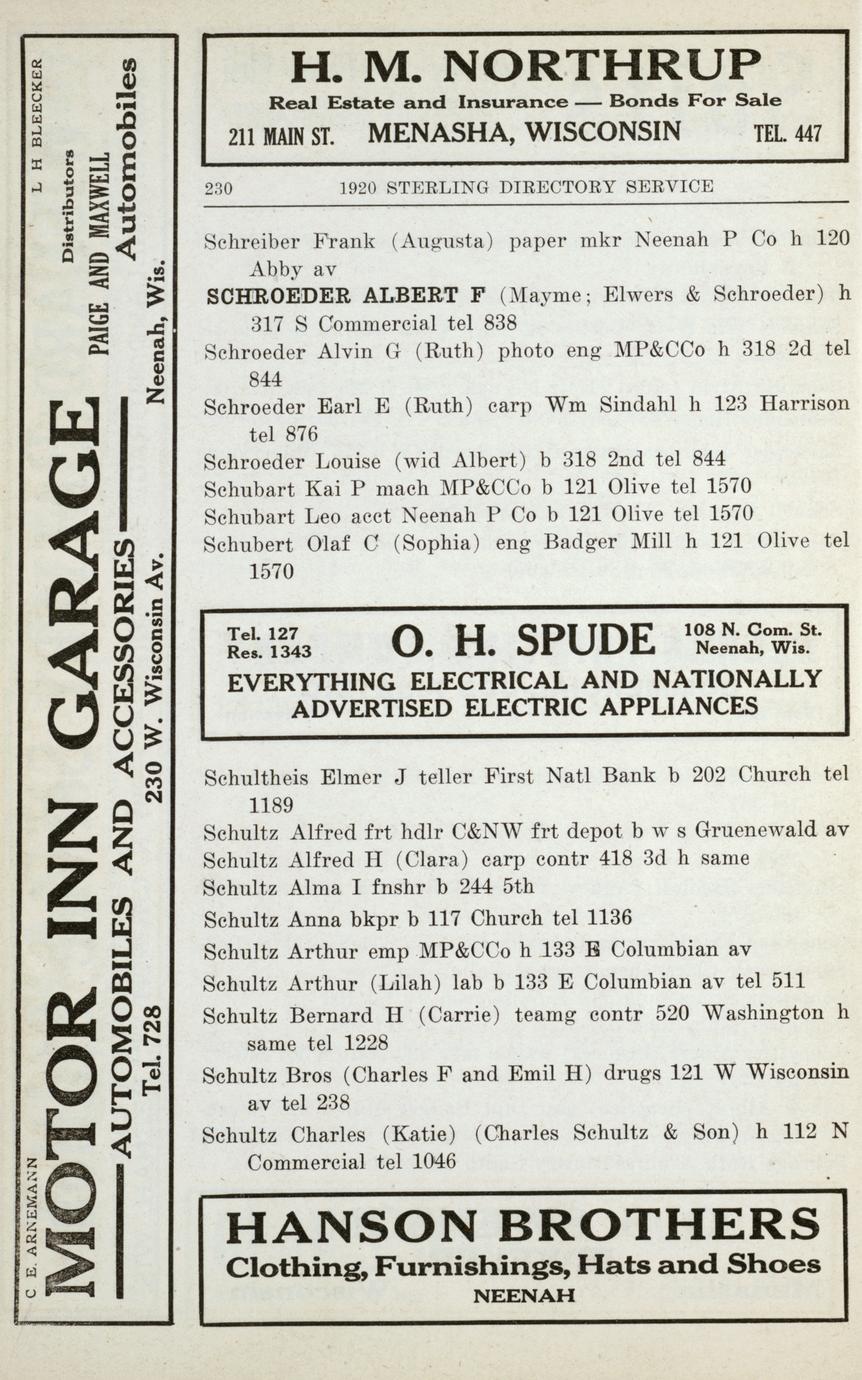 H. M. NORTHRUP
Real Estate and Insurance — Bonds For Sale
211 MAIN ST. MENASHA, WISCONSIN TEL. 447
230 1920 STERLING DIRECTORY SERVICE
Schreiber Frank (Augusta) paper mkr Neenah P Co h 120
Abby av
SCHROEDER ALBERT F (Mayme; Elwers & Schroeder) h
317 S Commercial tel 838
Schroeder Alvin G (Ruth) photo eng MP&CCo h 318 2d tel
844
Schroeder Earl E (Ruth) carp Wm Sindahl h 123 Harrison
tel 876
Schroeder Louise (wid Albert) b 318 2nd tel 844
Schubart Kai P mach MP&CCo b 121 Olive tel 1570
Schubart Leo acct Neenah P Co b 121 Olive tel 1570
Schubert Olaf C (Sophia) eng Badger Mill h 121 Olive tel
1570
Tel. 127 O. H. SPUDE 108 N. Com. St.
Res. 1343 Neenah, Wis.
EVERYTHING ELECTRICAL AND NATIONALLY
ADVERTISED ELECTRIC APPLIANCES
Schultheis Elmer J teller First Natl Bank b 202 Church tel
1189
Schultz Alfred frt hdlr C&NW frt depot b w s Gruenewald av
Schultz Alfred H (Clara) carp contr 418 3d h same
Schultz Alma I fnshr b 244 5th
Schultz Anna bkpr b 117 Church tel 1136
Schultz Arthur emp MP&CCo h 133 E Columbian av
Schultz Arthur (Lilah) lab b 133 E Columbian av tel 511
Schultz Bernard H (Carrie) teamg contr 520 Washington h
same tel 1228
Schultz Bros (Charles F and Emil H) drugs 121 W Wisconsin
av tel 238
Schultz Charles (Katie) (Charles Schultz & Son) h 112 N
Commercial tel 1046
HANSON BROTHERS
Clothing, Furnishings, Hats and Shoes
NEENAH
C E. ARNEMANN L H BLEECKER
MOTOR INN GARAGE
Distributors
PAIGE AND MAXWELL
Automobiles
AUTOMOBILES AND ACCESSORIES
Tel. 728 230 W. Wisconsin Av. Neenah, Wis.